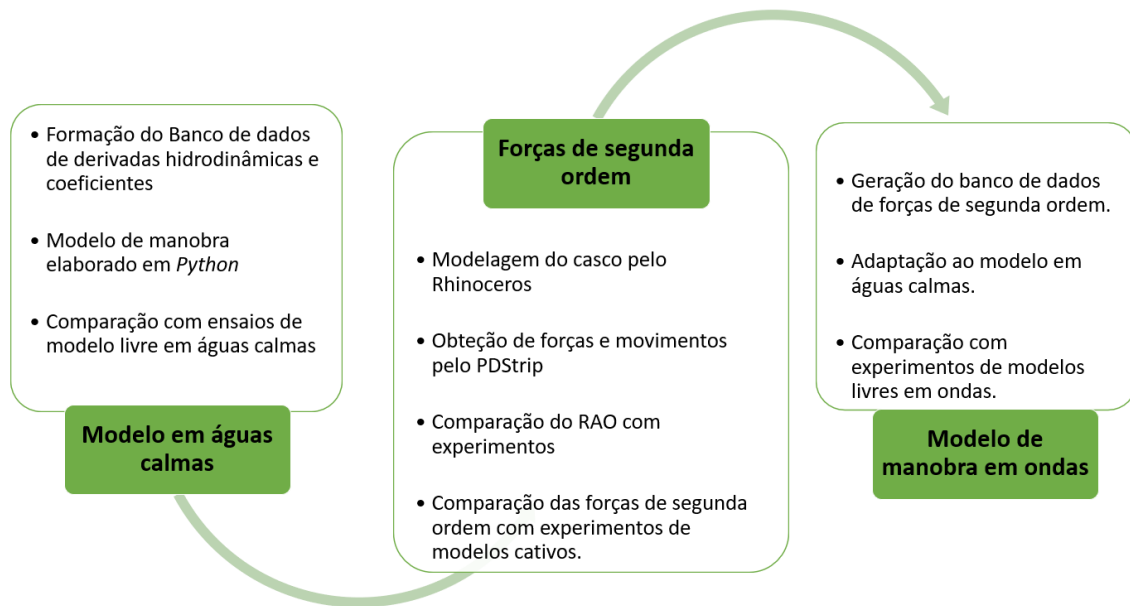 • Formação do Banco de dados
de derivadas hidrodinâmicas e
coeficientes
• Modelo de manobra
elaborado em Python
• Comparação com ensaios de
modelo livre em águas calmas
Modelo em águas
calmas
Forças de segunda
ordem
• Modelagem do casco pelo
Rhinoceros
• Obteção de forças e movimentos
pelo PDStrip
• Comparação do RAO com
experimentos
• Comparação das forças de segunda
ordem com experimentos de
modelos cativos.
• Geração do banco de dados
de forças de segunda ordem.
• Adaptação ao modelo em
águas calmas.
• Comparação com
experimentos de modelos
livres em ondas.
Modelo de
manobra em ondas